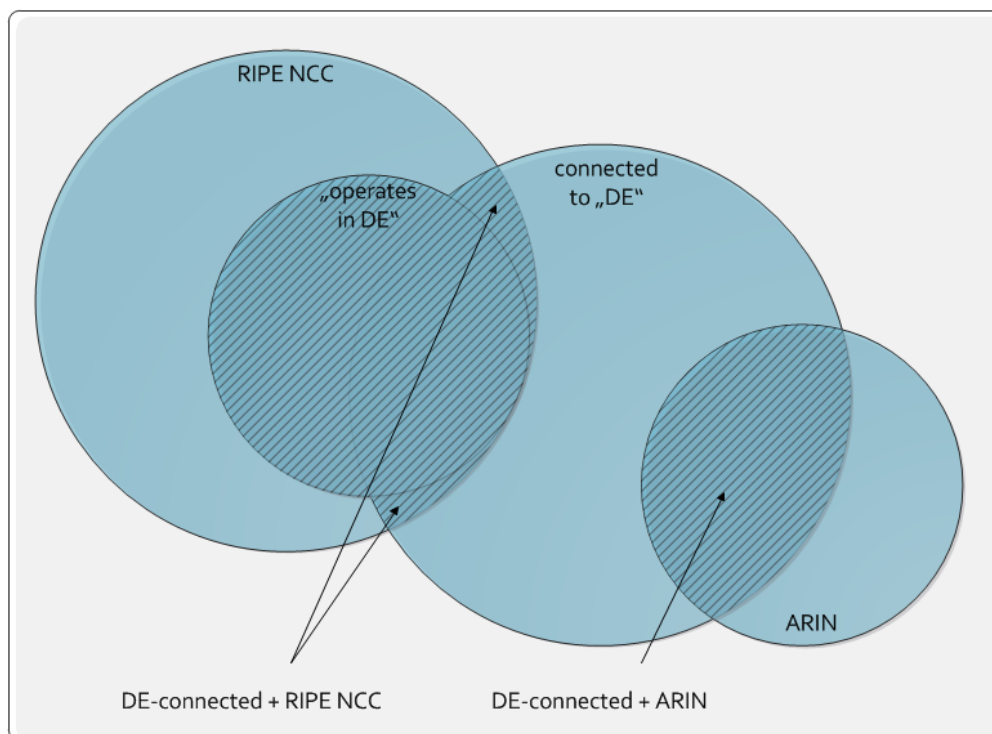 RIPE NCC
„operates
in DE“
connected
to „DE“
ARIN
DE-connected + RIPE NCC
DE-connected + ARIN